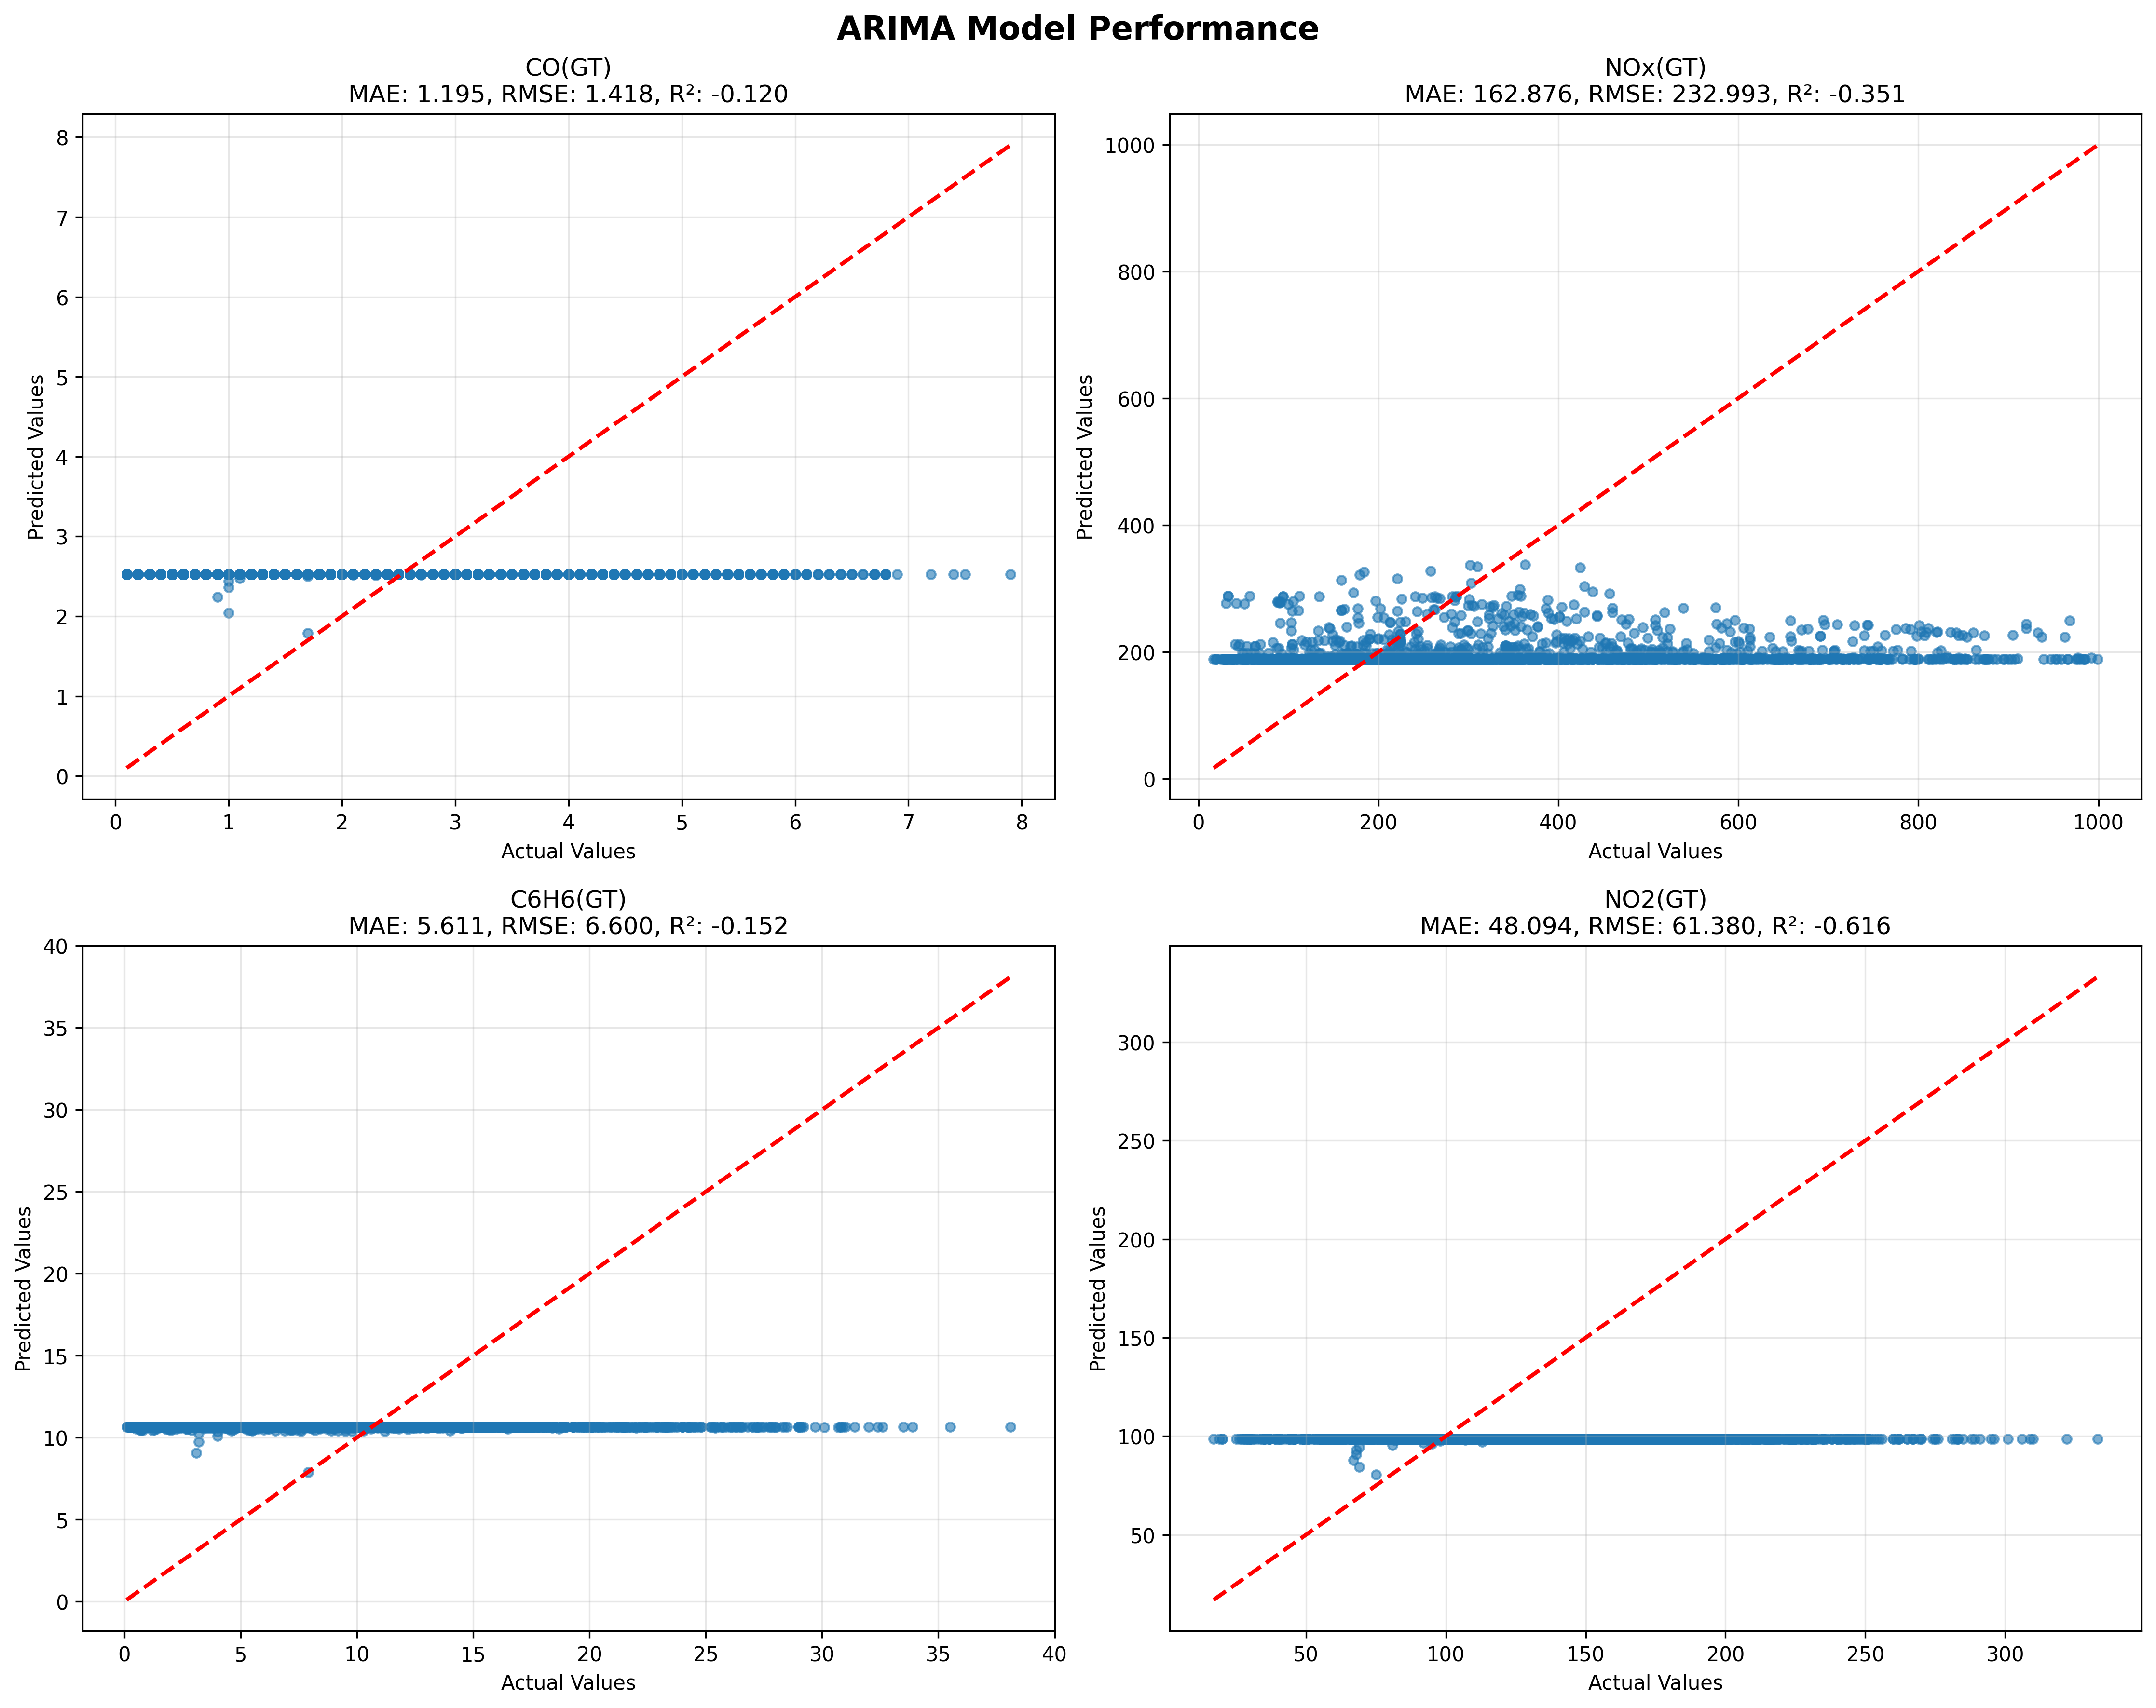 ARIMA Model Performance
CO(GT)
MAE: 1.195, RMSE: 1.418, R²: -0.120
8
7
6
5
4
3
2
1
0
Predicted Values
0 1 2 3 4 5 6 7 8
Actual Values
NOx(GT)
MAE: 162.876, RMSE: 232.993, R²: -0.351
1000
800
600
400
200
0
Predicted Values
0 200 400 600 800 1000
Actual Values
C6H6(GT)
MAE: 5.611, RMSE: 6.600, R²: -0.152
40
35
30
25
20
15
10
5
0
Predicted Values
0 5 10 15 20 25 30 35 40
Actual Values
NO2(GT)
MAE: 48.094, RMSE: 61.380, R²: -0.616
300
250
200
150
100
50
Predicted Values
50 100 150 200 250 300
Actual Values